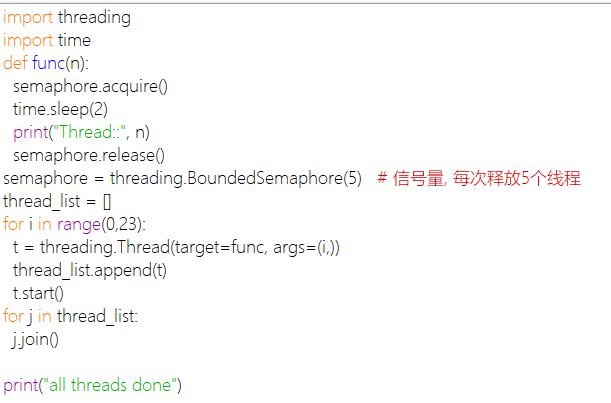 import threading
import time
def func(n):
  semaphore.acquire()
  time.sleep(2)
  print("Thread::", n)
  semaphore.release()
semaphore = threading.BoundedSemaphore(5)   # 信号量, 每次释放5个线程
thread_list = []
for i in range(0,23):
  t = threading.Thread(target=func, args=(i,))
  thread_list.append(t)
  t.start()
for j in thread_list:
  j.join()

print("all threads done")